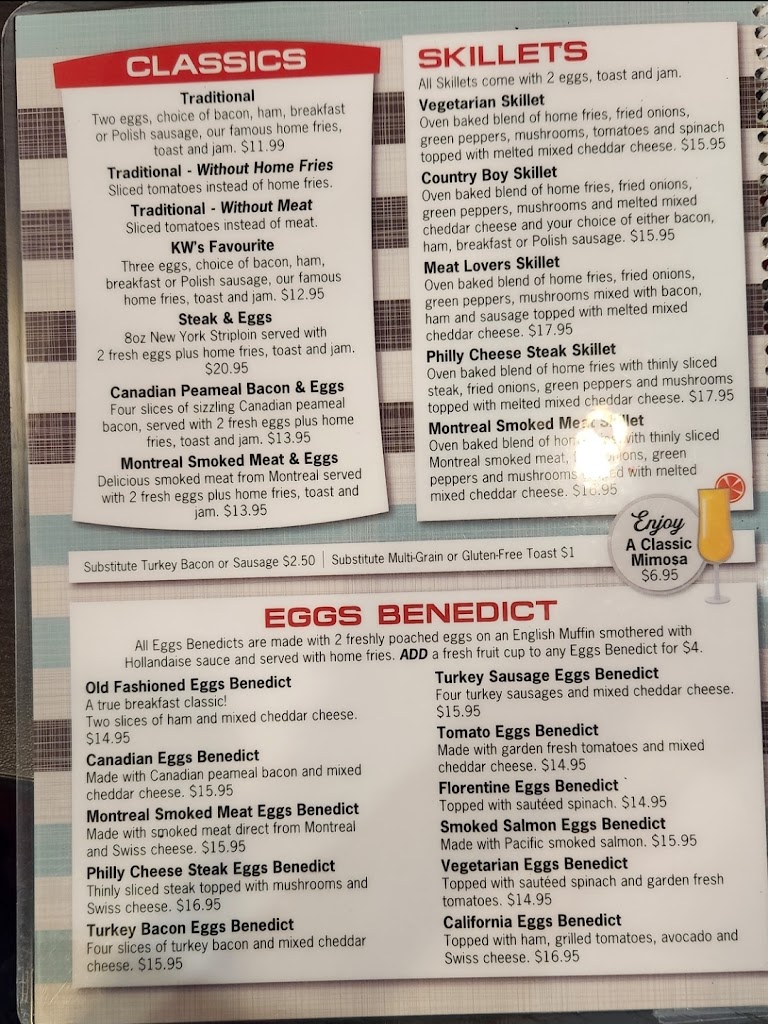 CLASSICS
Traditional
Two eggs, choice of bacon, ham, breakfast
or Polish sausage, our famous home fries,
toast and jam. $11.99
Traditional - Without Home Fries
Sliced tomatoes instead of home fries.
Traditional - Without Meat
Sliced tomatoes instead of meat.
KW's Favourite
Three eggs, choice of bacon, ham,
breakfast or Polish sausage, our famous
home fries, toast and jam. $12.95
Steak & Eggs
8oz New York Striploin served with
2 fresh eggs plus home fries, toast and jam.
$20.95
Canadian Peameal Bacon & Eggs
Four slices of sizzling Canadian peameal
bacon, served with 2 fresh eggs plus home
fries, toast and jam. $13.95
Montreal Smoked Meat & Eggs
Delicious smoked meat from Montreal served
with 2 fresh eggs plus home fries, toast and
jam. $13.95
SKILLETS
All Skillets come with 2 eggs, toast and jam.
Vegetarian Skillet
Oven baked blend of home fries, fried onions,
green peppers, mushrooms, tomatoes and spinach
topped with melted mixed cheddar cheese. $15.95
Country Boy Skillet
Oven baked blend of home fries, fried onions,
green peppers, mushrooms and melted mixed
cheddar cheese and your choice of either bacon,
ham, breakfast or Polish sausage. $15.95
Meat Lovers Skillet
Oven baked blend of home fries, fried onions,
green peppers, mushrooms mixed with bacon,
ham and sausage topped with melted mixed
cheddar cheese. $17.95
Philly Cheese Steak Skillet
Oven baked blend of home fries with thinly sliced
steak, fried onions, green peppers and mushrooms
topped with melted mixed cheddar cheese. $17.95
Montreal Smoked Meat Skillet
Oven baked blend of with thinly sliced
Montreal smoked meat, onions, green
peppers and mushrooms with melted
mixed cheddar cheese.
Enjoy
A Classic
Mimosa
$6.95
Substitute Turkey Bacon or Sausage $2.50 | Substitute Multi-Grain or Gluten-Free Toast $1
EGGS BENEDICT
All Eggs Benedicts are made with 2 freshly poached eggs on an English Muffin smothered with
Hollandaise sauce and served with home fries. ADD a fresh fruit cup to any Eggs Benedict for $4.
Old Fashioned Eggs Benedict
A true breakfast classic!
Two slices of ham and mixed cheddar cheese.
$14.95
Canadian Eggs Benedict
Made with Canadian peameal bacon and mixed
cheddar cheese. $15.95
Montreal Smoked Meat Eggs Benedict
Made with smoked meat direct from Montreal
and Swiss cheese. $15.95
Philly Cheese Steak Eggs Benedict
Thinly sliced steak topped with mushrooms and
Swiss cheese. $16.95
Turkey Bacon Eggs Benedict
Four slices of turkey bacon and mixed cheddar
cheese. $15.95
Turkey Sausage Eggs Benedict
Four turkey sausages and mixed cheddar cheese.
$15.95
Tomato Eggs Benedict
Made with garden fresh tomatoes and mixed
cheddar cheese. $14.95
Florentine Eggs Benedict
Topped with sautéed spinach. $14.95
Smoked Salmon Eggs Benedict
Made with Pacific smoked salmon. $15.95
Vegetarian Eggs Benedict
Topped with sautéed spinach and garden fresh
tomatoes. $14.95
California Eggs Benedict
Topped with ham, grilled tomatoes, avocado and
Swiss cheese. $16.95